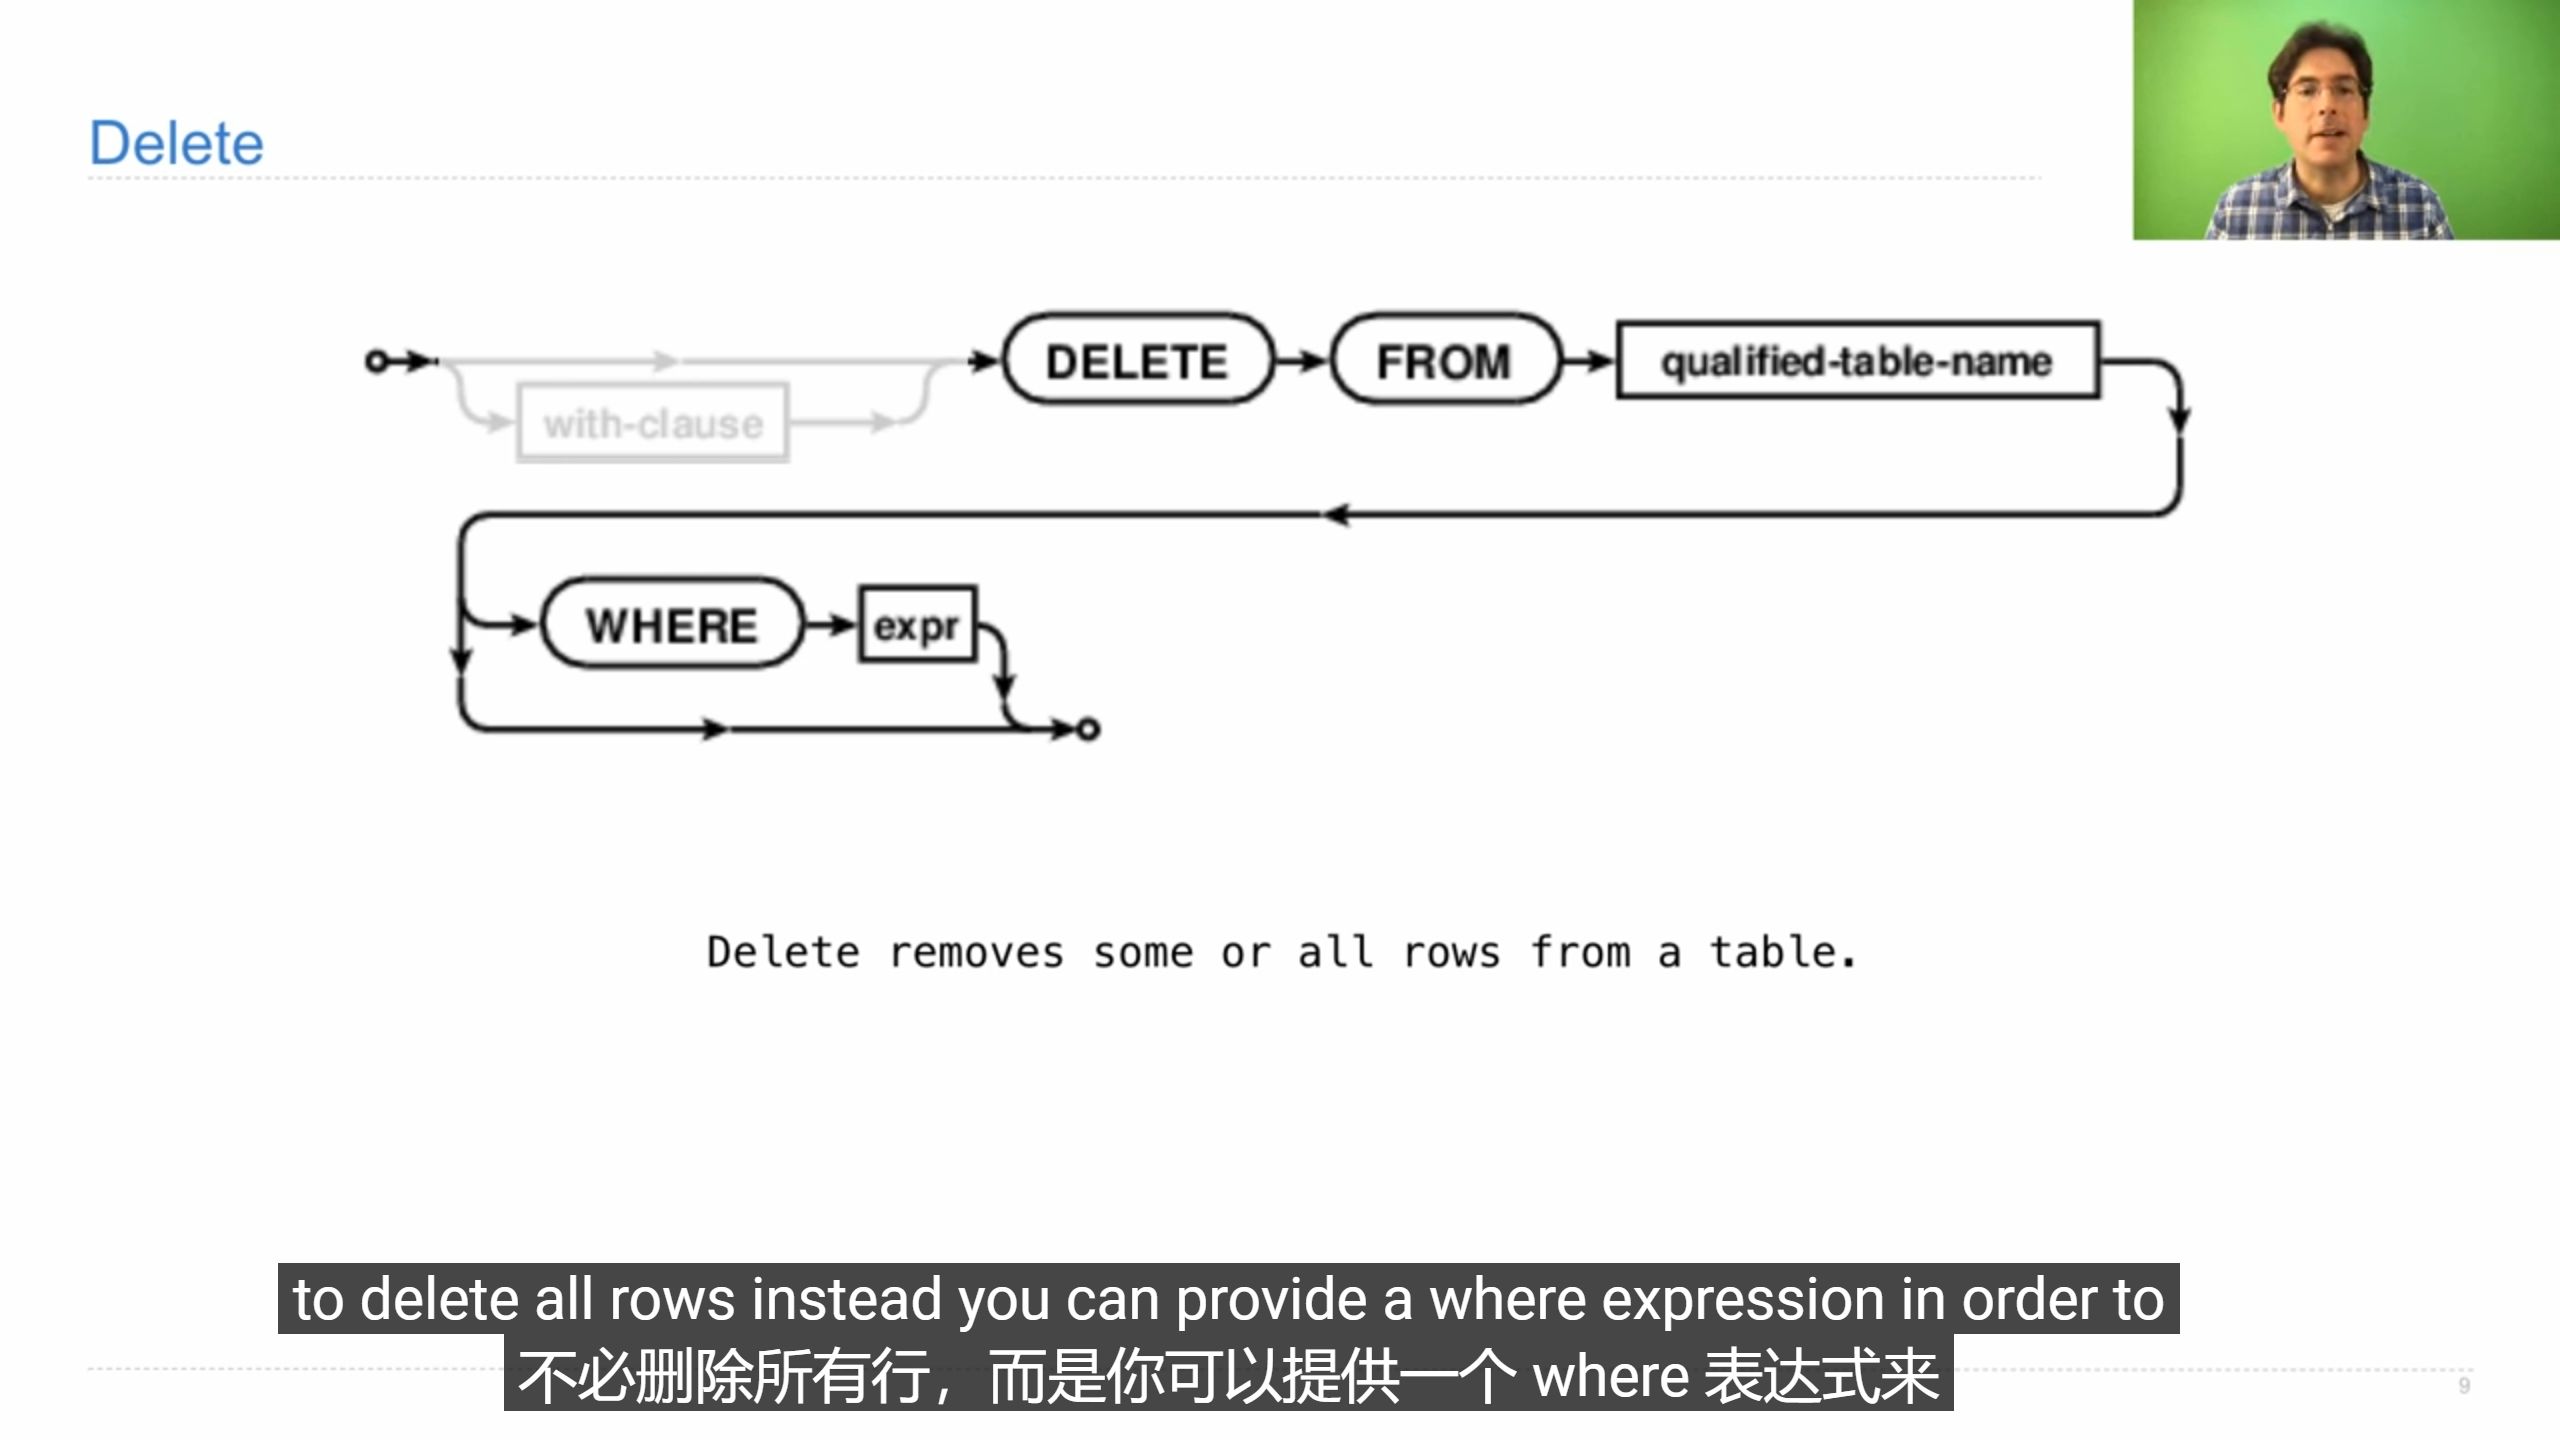 Delete
with-clause
DELETE
FROM
qualified-table-name
WHERE
expr
Delete removes some or all rows from a table.
to delete all rows instead you can provide a where expression in order to
不必删除所有行，而是你可以提供一个 where 表达式来
9